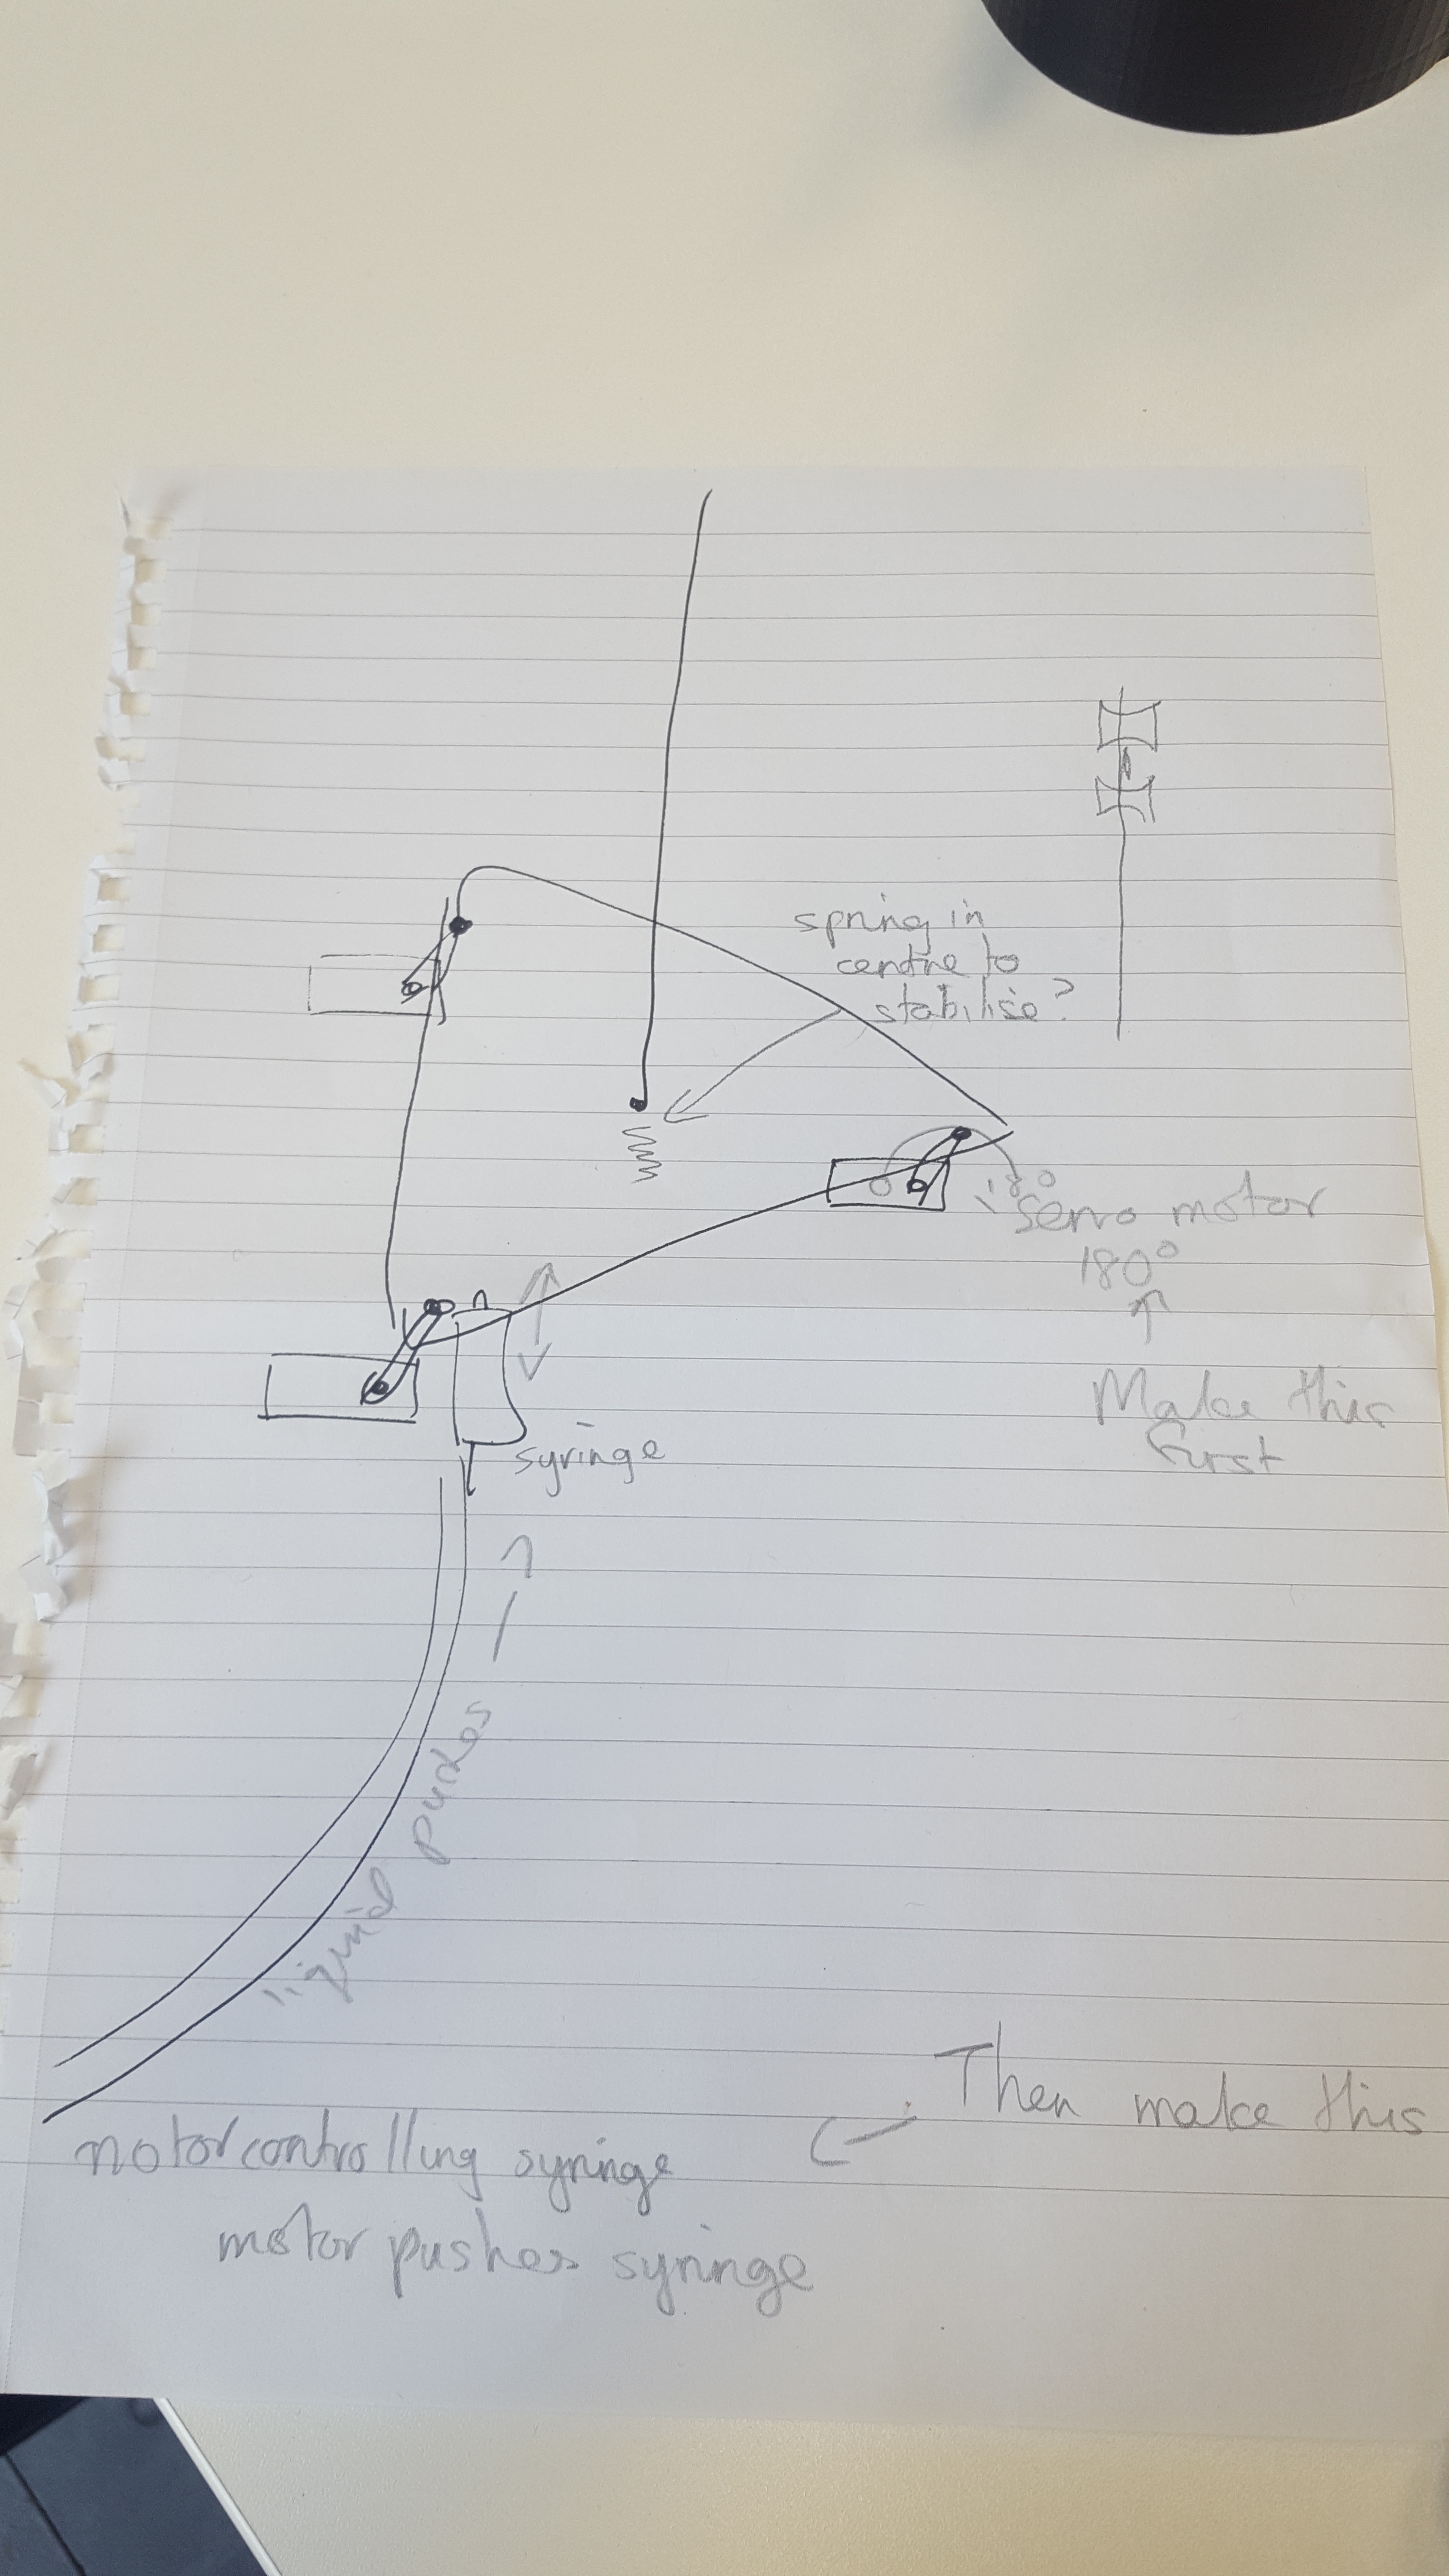 spring in
centre to
stabilise?
180
servo motor
180°
Make this
first
syringe
liquid pushes
Then make this
motor controlling syringe
motor pushes syringe